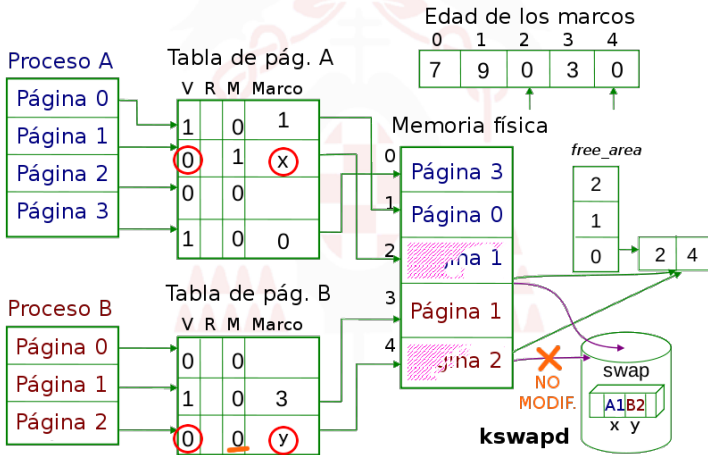 Edad de los marcos
0 1 2 3 4
7 9 0 3 0
Proceso A
Página 0
Página 1
Página 2
Página 3
Tabla de pág. A
V R M Marco
1 0 1
0 1 x
0 0
1 0 0
Memoria física
0 Página 3
1 Página 0
2 gina 1
3 Página 1
4 gina 2
free_area
2
1
0
2 4
Proceso B
Página 0
Página 1
Página 2
Tabla de pág. B
V R M Marco
0 0
1 0 3
0 0 y
NO
MODIF.
swap
A1 B2
x y
kswapd